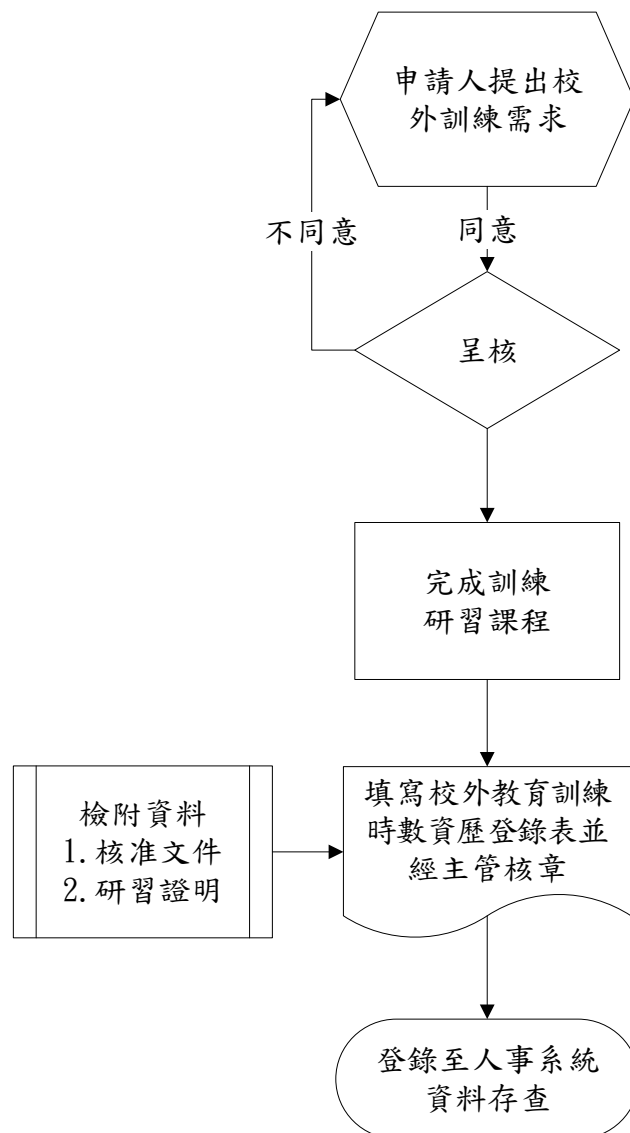 申請人提出校
外訓練需求
不同意
同意
呈核
完成訓練
研習課程
檢附資料
1.核准文件
2.研習證明
填寫校外教育訓練
時數資歷登錄表並
經主管核章
登錄至人事系統
資料存查